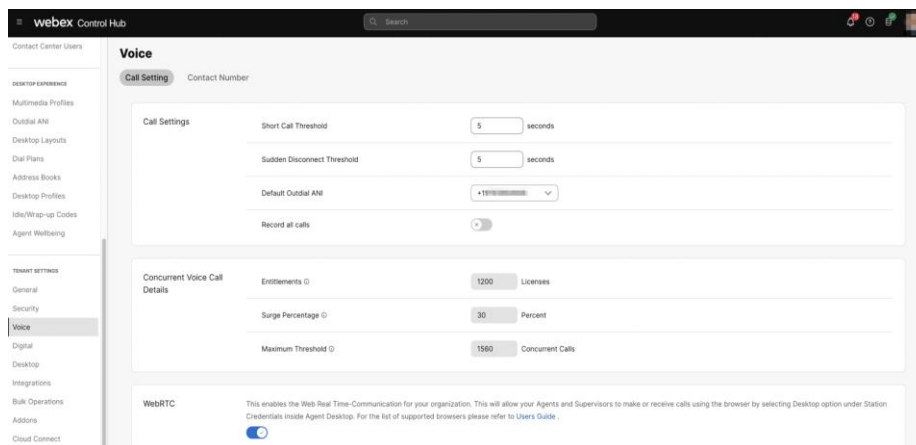 webex Control Hub
Search
Contact Center Users
DESKTOP EXPERIENCE
Multimedia Profiles
Outdial ANI
Desktop Layouts
Dial Plans
Address Books
Desktop Profiles
Idle/Wrap-up Codes
Agent Wellbeing
TENANT SETTINGS
General
Security
Voice
Digital
Desktop
Integrations
Bulk Operations
Addons
Cloud Connect
Voice
Call Setting Contact Number
Call Settings
Short Call Threshold 5 seconds
Sudden Disconnect Threshold 5 seconds
Default Outdial ANI
Record all calls
Concurrent Voice Call
Details
Entitlements 1200 Licenses
Surge Percentage 30 Percent
Maximum Threshold 1560 Concurrent Calls
WebRTC
This enables the Web Real Time-Communication for your organization. This will allow your Agents and Supervisors to make or receive calls using the browser by selecting Desktop option under Station
Credentials inside Agent Desktop. For the list of supported browsers please refer to Users Guide .